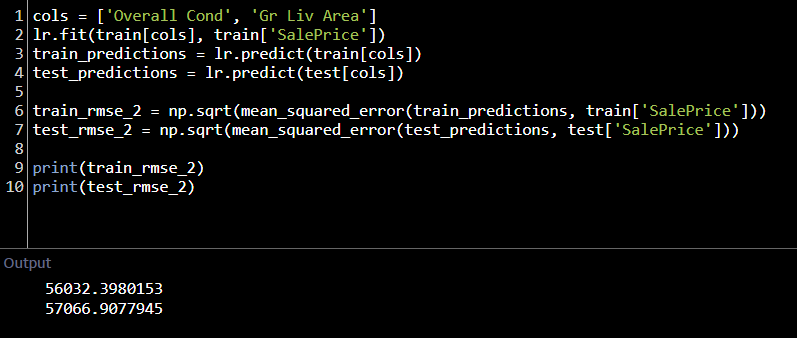 1 cols = ['Overall Cond', 'Gr Liv Area']
2 lr.fit(train[cols], train['SalePrice'])
3 train_predictions = lr.predict(train[cols])
4 test_predictions = lr.predict(test[cols])
5
6 train_rmse_2 = np.sqrt(mean_squared_error(train_predictions, train['SalePrice']))
7 test_rmse_2 = np.sqrt(mean_squared_error(test_predictions, test['SalePrice']))
8
9 print(train_rmse_2)
10 print(test_rmse_2)
Output
56032.3980153
57066.9077945